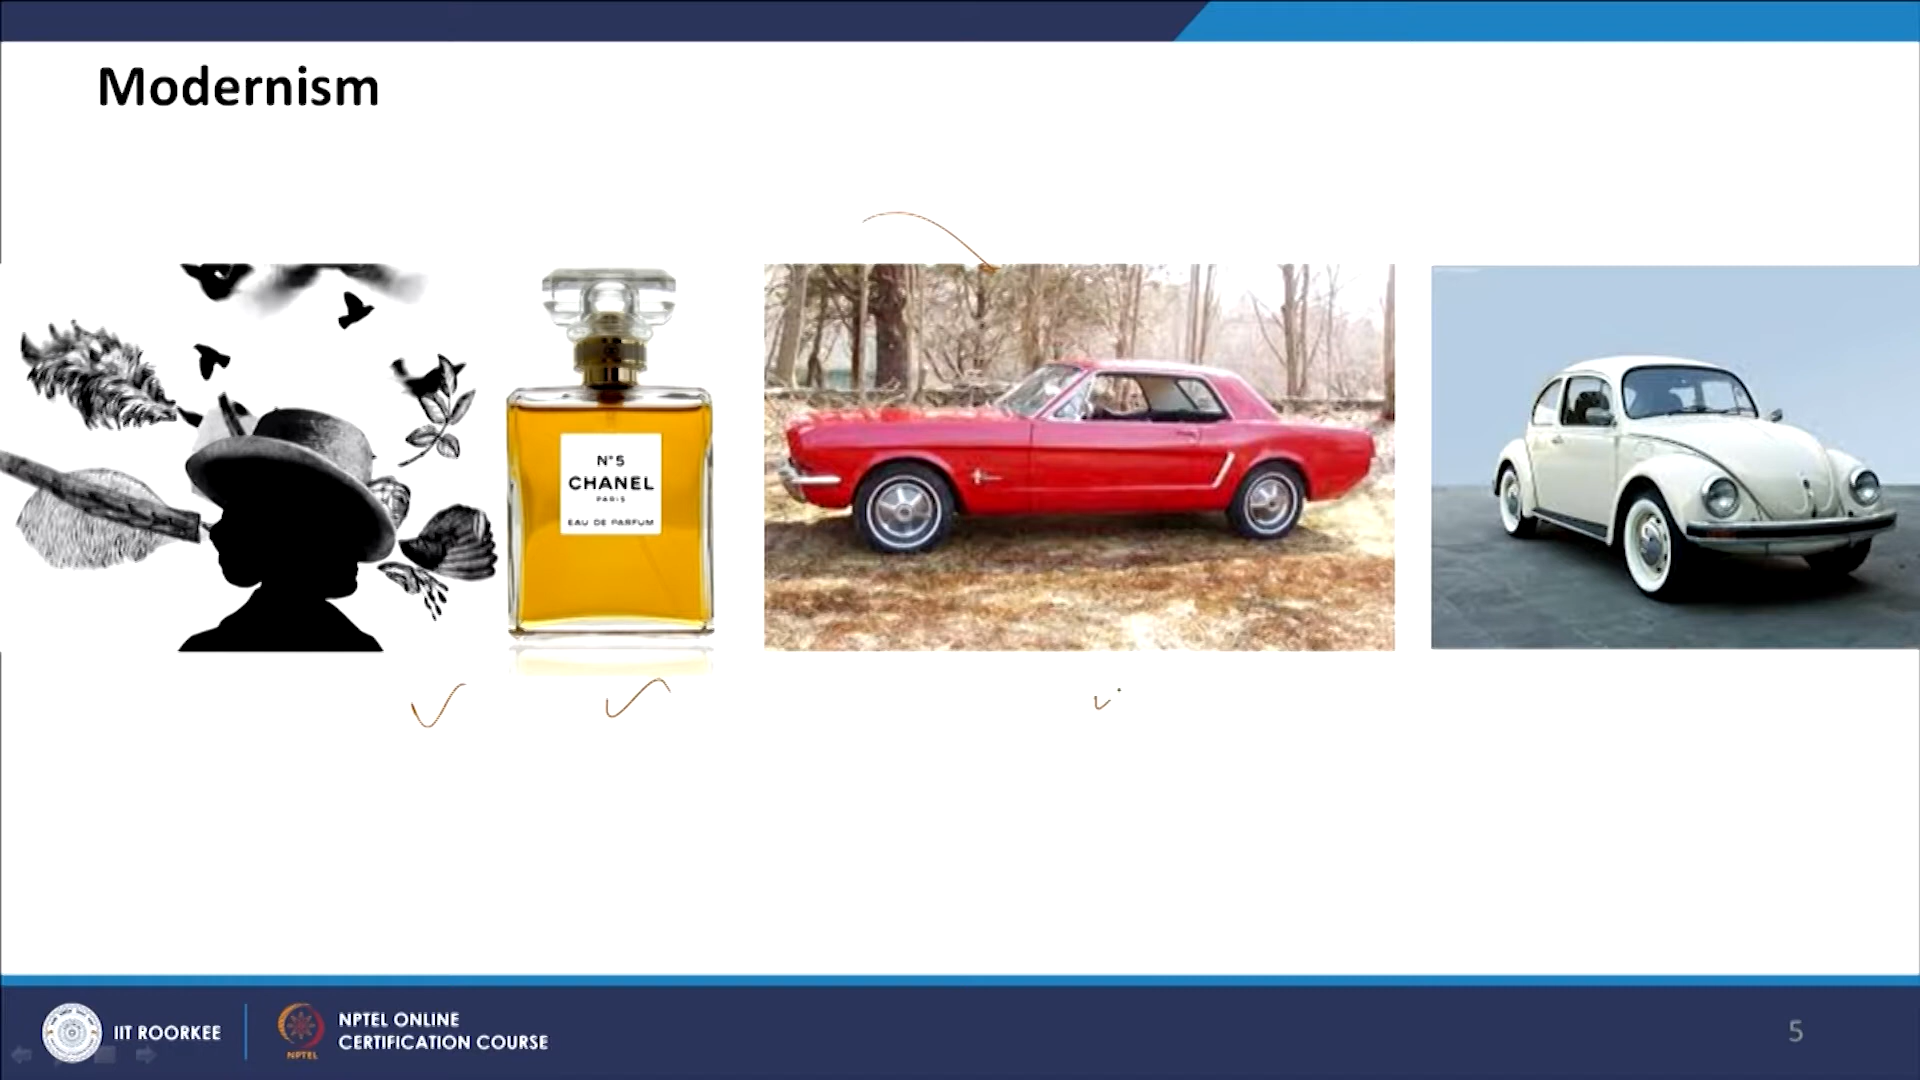 Modernism
N°5
CHANEL
PARIS
EAU DE PARFUM
IIT ROORKEE
NPTEL
NPTEL ONLINE
CERTIFICATION COURSE
5